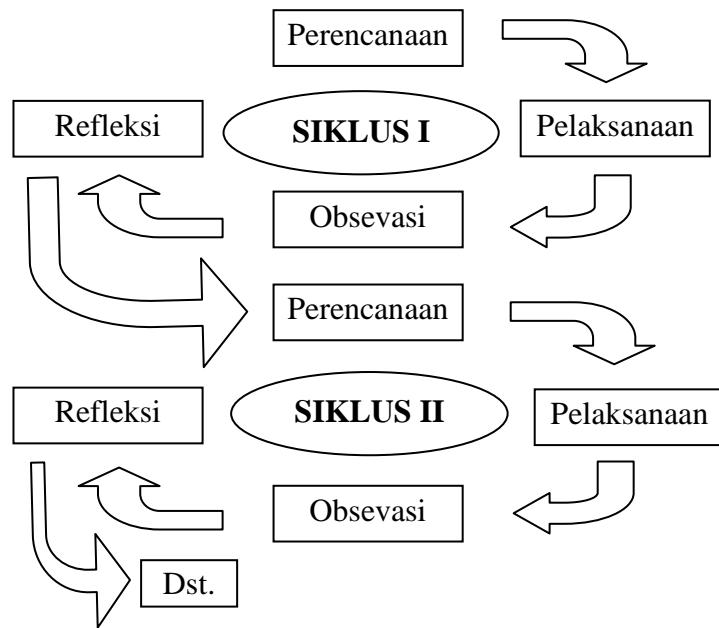 Perencanaan
Refleksi
SIKLUS I
Pelaksanaan
Obsevasi
Perencanaan
Refleksi
SIKLUS II
Pelaksanaan
Obsevasi
Dst.